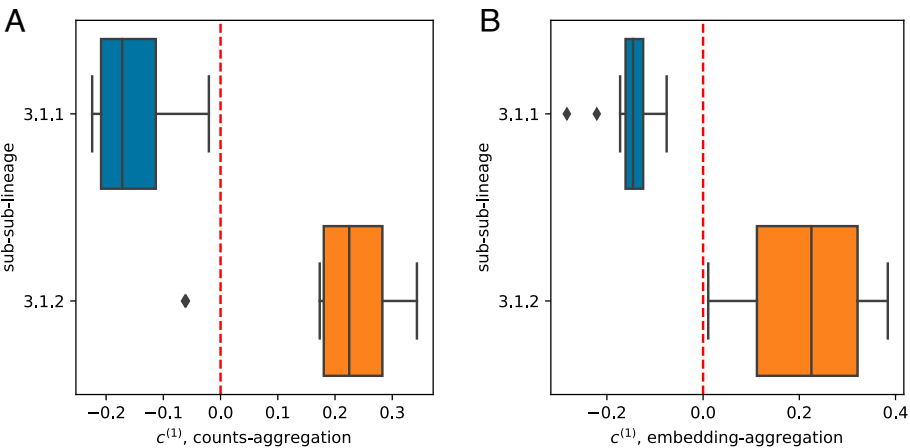 A
sub-sub-lineage
3.1.1
3.1.2
−0.2 −0.1 0.0 0.1 0.2 0.3
c(1), counts-aggregation
B
sub-sub-lineage
3.1.1
3.1.2
−0.2 0.0 0.2 0.4
c(1), embedding-aggregation